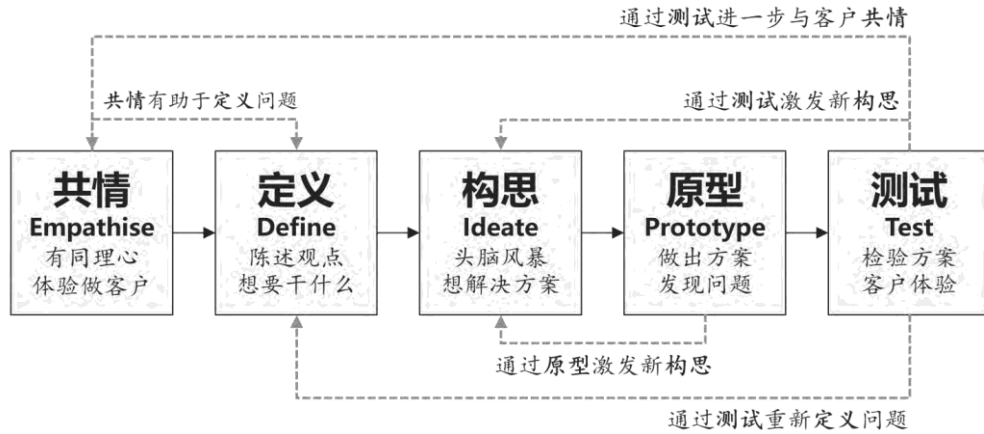 通过测试进一步与客户共情
共情有助于定义问题
通过测试激发新构思
共情
Empathise
有同理心
体验做客户
定义
Define
陈述观点
想要干什么
构思
Ideate
头脑风暴
想解决方案
原型
Prototype
做出方案
发现问题
测试
Test
检验方案
客户体验
通过原型激发新构思
通过测试重新定义问题